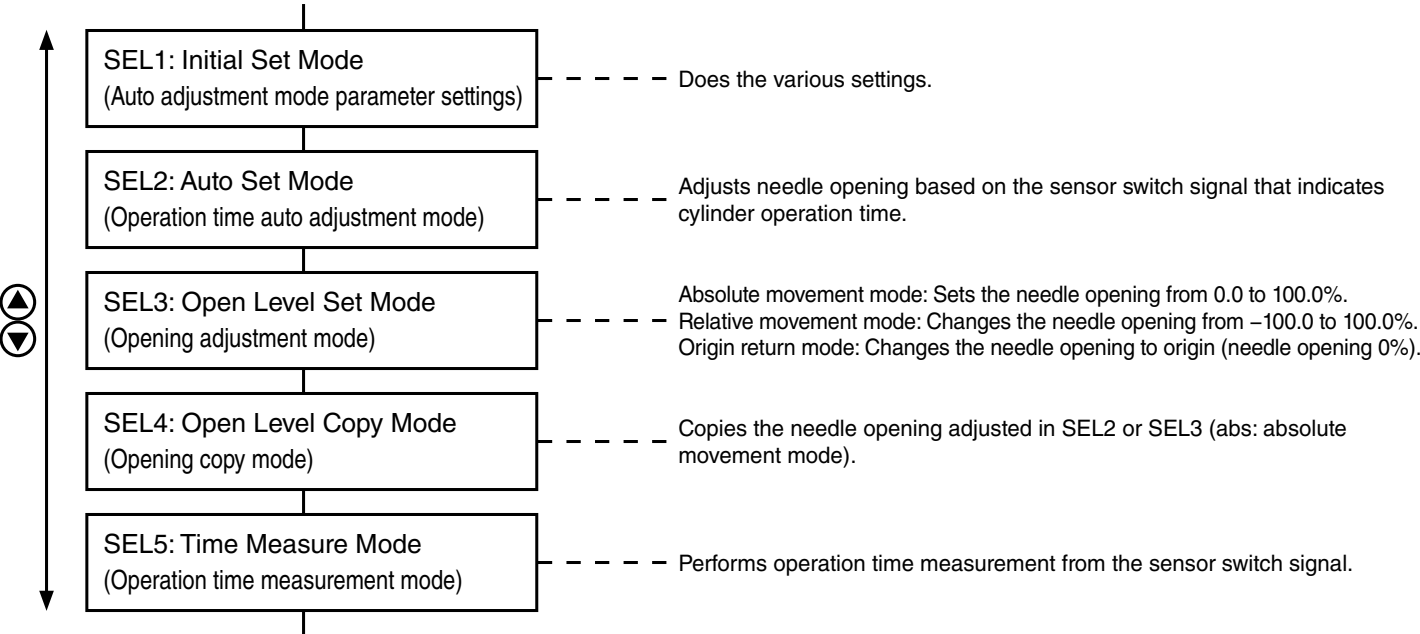 SEL1: Initial Set Mode
(Auto adjustment mode parameter settings)
Does the various settings.
SEL2: Auto Set Mode
(Operation time auto adjustment mode)
Adjusts needle opening based on the sensor switch signal that indicates
cylinder operation time.
SEL3: Open Level Set Mode
(Opening adjustment mode)
Absolute movement mode: Sets the needle opening from 0.0 to 100.0%.
Relative movement mode: Changes the needle opening from −100.0 to 100.0%.
Origin return mode: Changes the needle opening to origin (needle opening 0%).
SEL4: Open Level Copy Mode
(Opening copy mode)
Copies the needle opening adjusted in SEL2 or SEL3 (abs: absolute
movement mode).
SEL5: Time Measure Mode
(Operation time measurement mode)
Performs operation time measurement from the sensor switch signal.